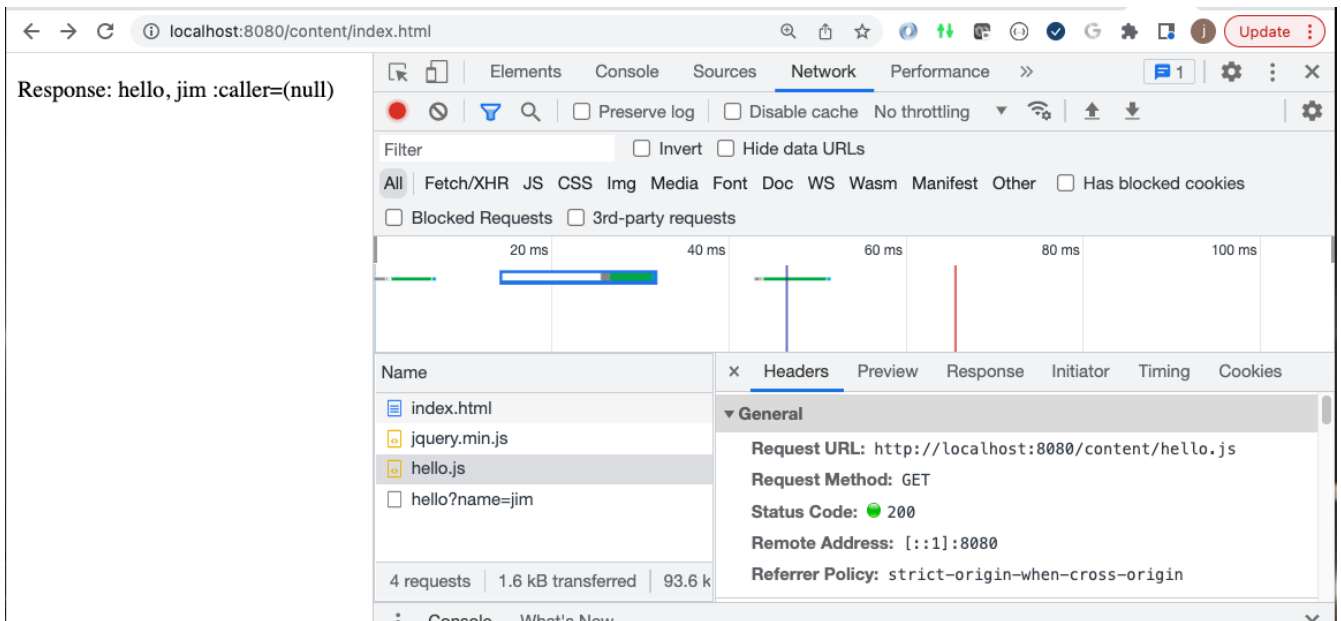 localhost:8080/content/index.html
G
j
Update
Response: hello, jim :caller=(null)
Elements Console Sources Network Performance » 1
Preserve log Disable cache No throttling
Filter Invert Hide data URLs
All Fetch/XHR JS CSS Img Media Font Doc WS Wasm Manifest Other Has blocked cookies
Blocked Requests 3rd-party requests
20 ms 40 ms 60 ms 80 ms 100 ms
Name
× Headers Preview Response Initiator Timing Cookies
index.html
jquery.min.js
hello.js
hello?name=jim
General
Request URL: http://localhost:8080/content/hello.js
Request Method: GET
Status Code: 200
Remote Address: [::1]:8080
Referrer Policy: strict-origin-when-cross-origin
4 requests 1.6 kB transferred 93.6 k
Console What's New